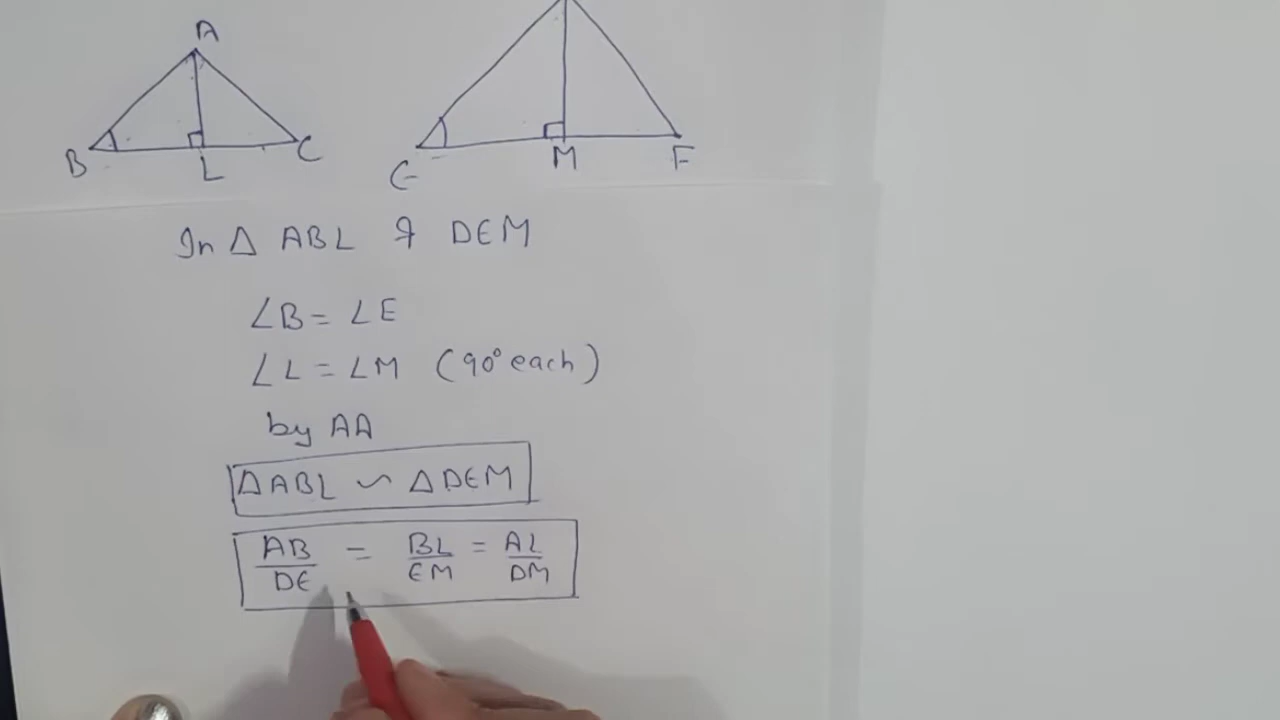 A
B L C
E M F
In Δ ABL & DEM
∠B = ∠E
∠L = ∠M (90° each)
by AA
ΔABL ~ ΔDEM
AB/DE = BL/EM = AL/DM